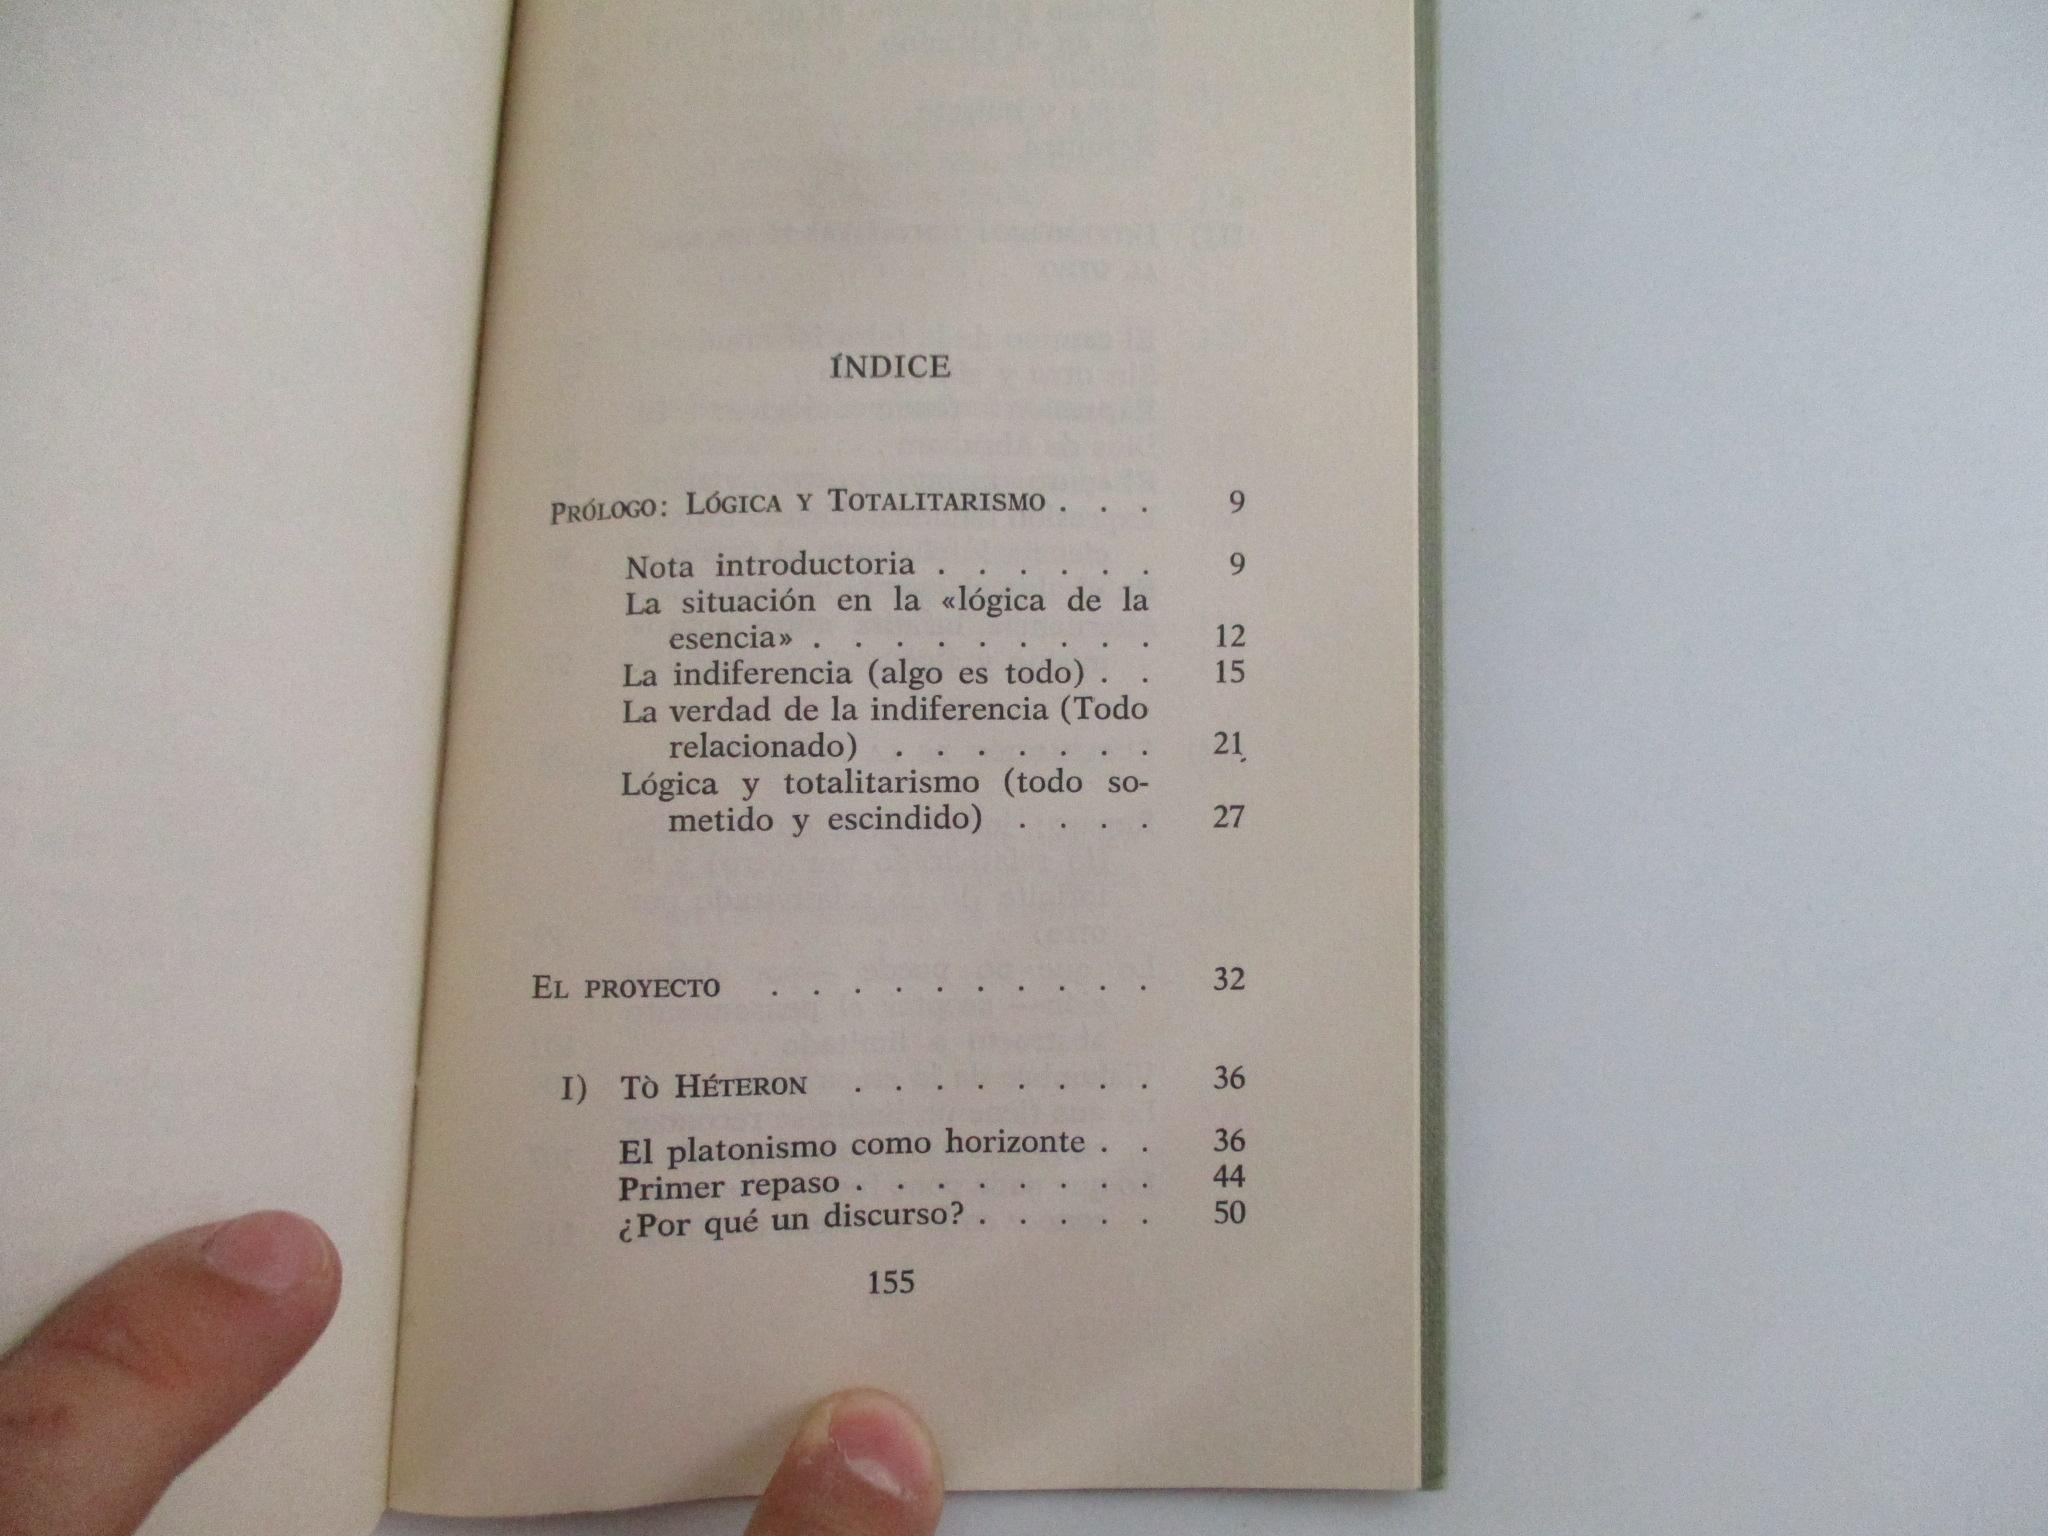 ÍNDICE
PRÓLOGO: LÓGICA Y TOTALITARISMO . . . 9
Nota introductoria . . . . . . 9
La situación en la «lógica de la
esencia» . . . . . . . . . 12
La indiferencia (algo es todo) . . 15
La verdad de la indiferencia (Todo
relacionado) . . . . . . . 21
Lógica y totalitarismo (todo so-
metido y escindido) . . . . 27
EL PROYECTO . . . . . . . . . . 32
I) TÒ HÉTERON . . . . . . . . 36
El platonismo como horizonte . . 36
Primer repaso . . . . . . . . 44
¿Por qué un discurso? . . . . . 50
155